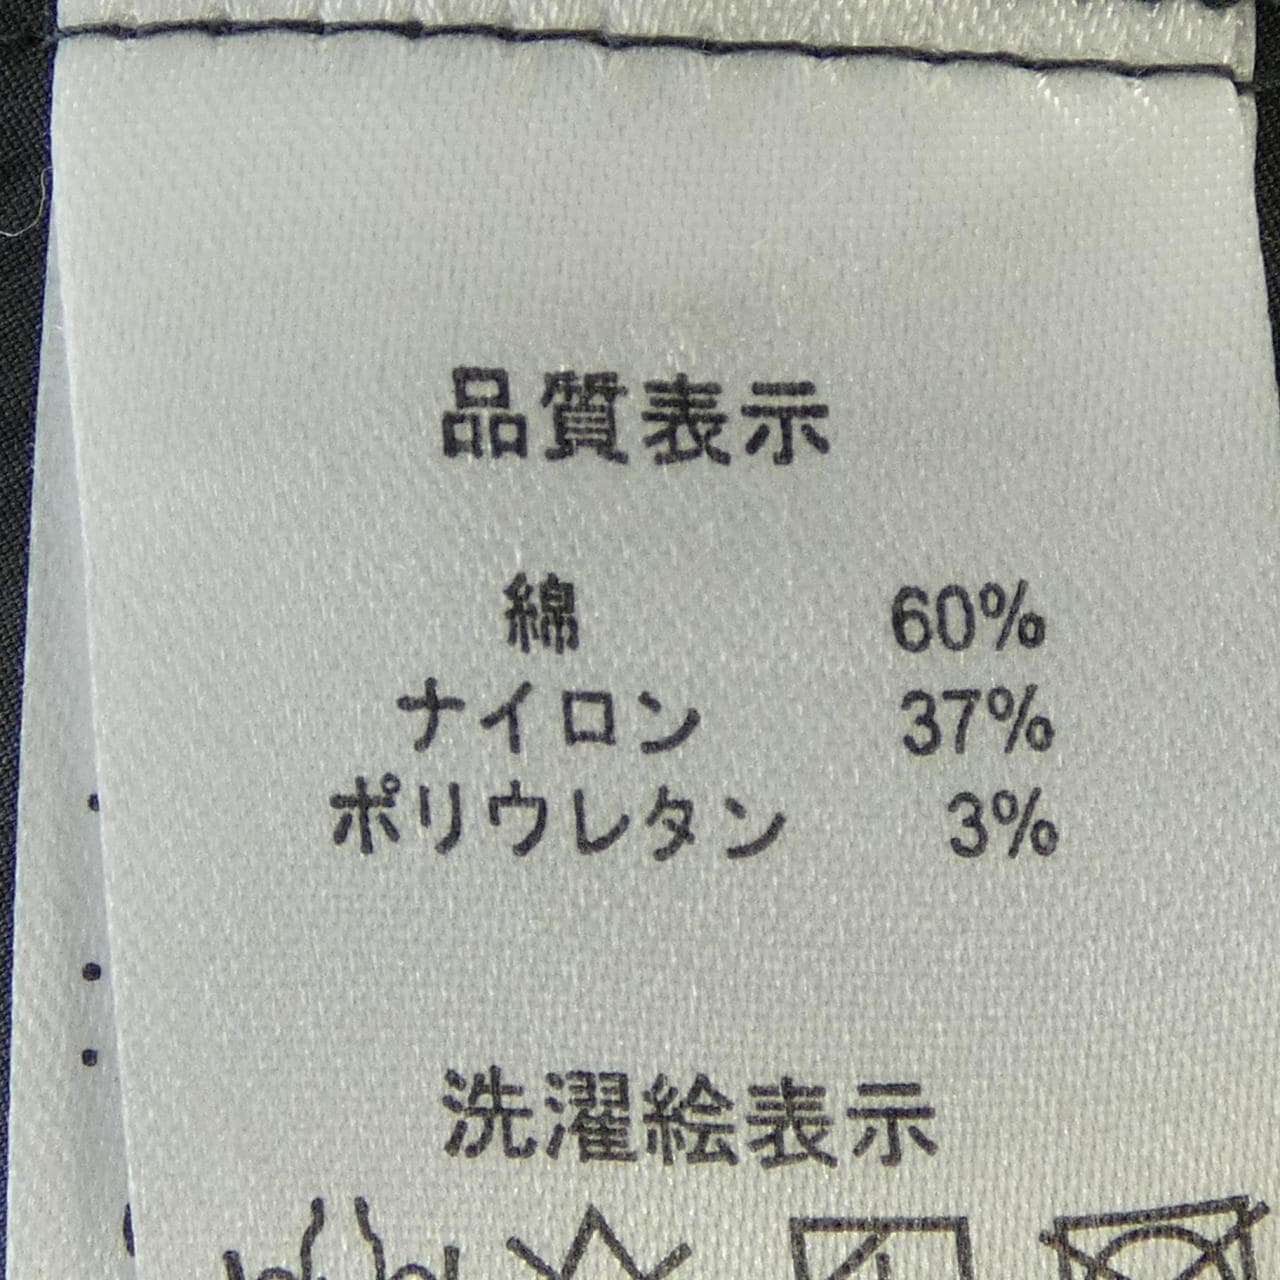 品質表示
綿 60%
ナイロン 37%
ポリウレタン 3%
洗濯絵表示